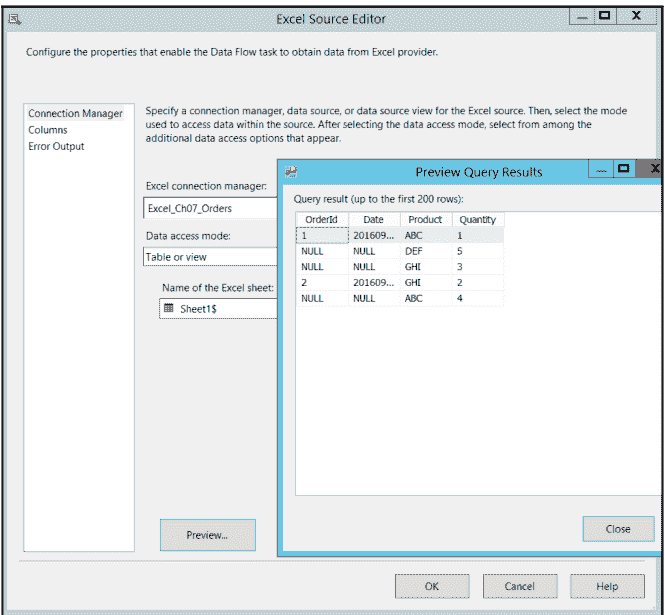 Excel Source Editor
Configure the properties that enable the Data Flow task to obtain data from Excel provider.
Connection Manager
Columns
Error Output
Specify a connection manager, data source, or data source view for the Excel source. Then, select the mode
used to access data within the source. After selecting the data access mode, select from among the
additional data access options that appear.
Excel connection manager:
Excel_Ch07_Orders
Data access mode:
Table or view
Name of the Excel sheet:
Sheet1$
Preview...
Preview Query Results
Query result (up to the first 200 rows):
OrderId Date Product Quantity
1 201609... ABC 1
NULL NULL DEF 5
NULL NULL GHI 3
2 201609... GHI 2
NULL NULL ABC 4
Close
OK Cancel Help